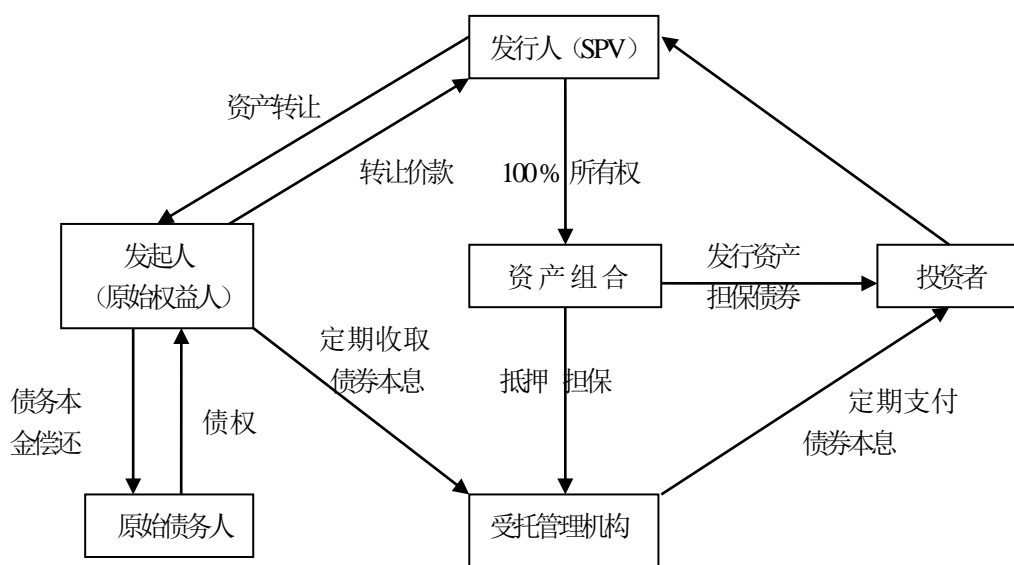 发行人（SPV）
资产转让
转让价款
100% 所有权
发起人
（原始权益人）
资产组合
发行资产
担保债券
投资者
定期收取
债券本息
抵押 担保
债务本
金偿还
债权
定期支付
债券本息
原始债务人
受托管理机构